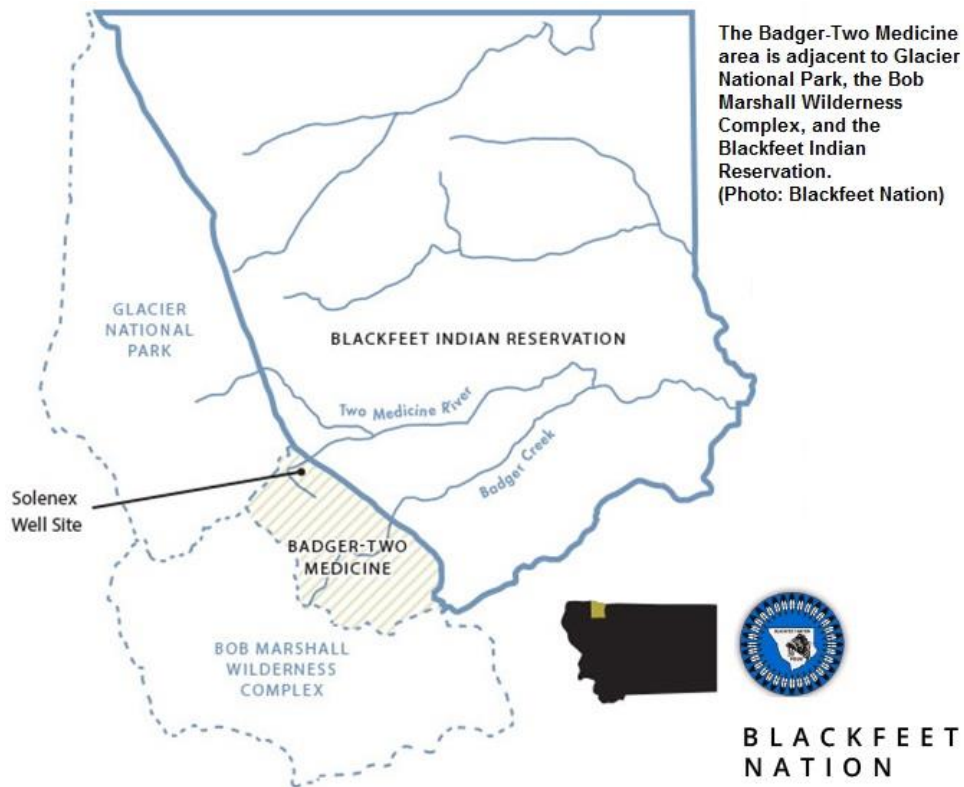 The Badger-Two Medicine
area is adjacent to Glacier
National Park, the Bob
Marshall Wilderness
Complex, and the
Blackfeet Indian
Reservation.
(Photo: Blackfeet Nation)
GLACIER
NATIONAL
PARK
BLACKFEET INDIAN RESERVATION
Two Medicine River
Badger Creek
Solenex
Well Site
BADGER-TWO
MEDICINE
BOB MARSHALL
WILDERNESS
COMPLEX
BLACKFEET
NATION